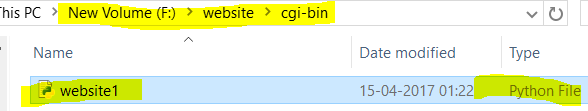 This PC > New Volume (F:) > website > cgi-bin
Name Date modified Type
website1 15-04-2017 01:22 Python File